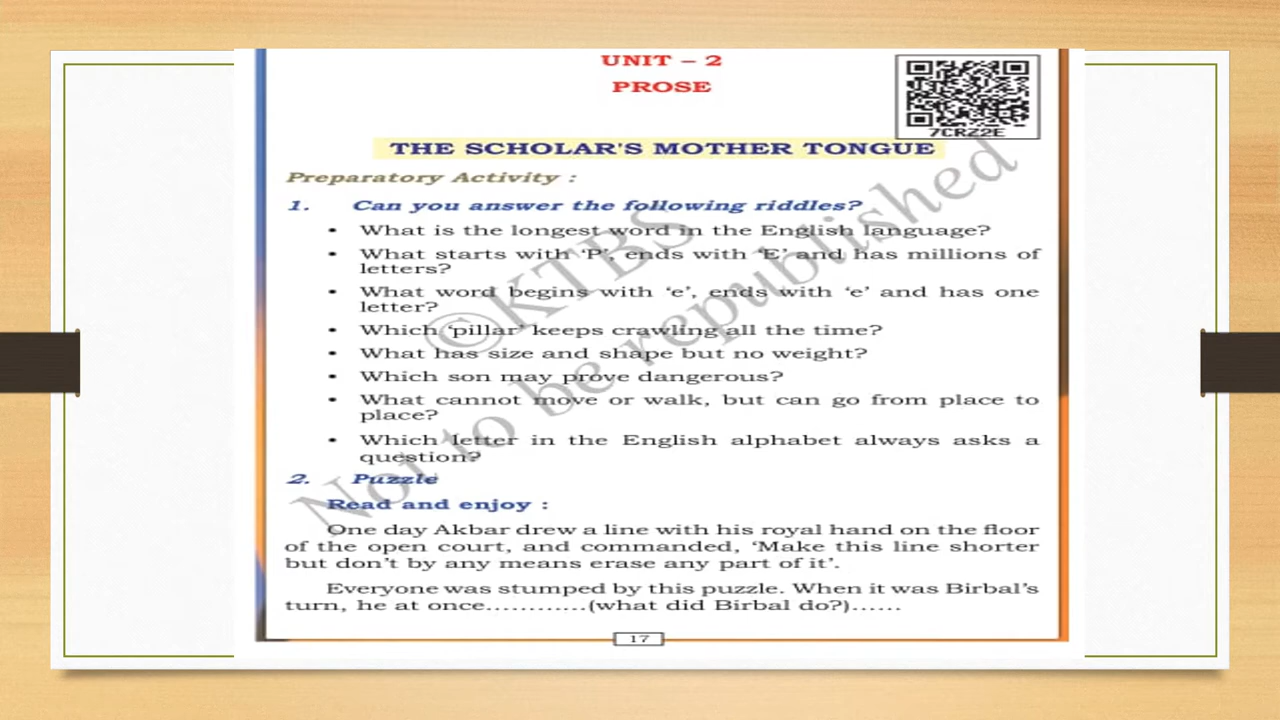 UNIT – 2
PROSE
7CRZ2E
THE SCHOLAR'S MOTHER TONGUE
Preparatory Activity :
1. Can you answer the following riddles?
• What is the longest word in the English language?
• What starts with ‘P’, ends with ‘E’ and has millions of
letters?
• What word begins with ‘e’, ends with ‘e’ and has one
letter?
• Which ‘pillar’ keeps crawling all the time?
• What has size and shape but no weight?
• Which son may prove dangerous?
• What cannot move or walk, but can go from place to
place?
• Which letter in the English alphabet always asks a
question?
2. Puzzle
Read and enjoy :
One day Akbar drew a line with his royal hand on the floor
of the open court, and commanded, ‘Make this line shorter
but don’t by any means erase any part of it’.
Everyone was stumped by this puzzle. When it was Birbal’s
turn, he at once............(what did Birbal do?)......
17
©KTBS
Not to be republished